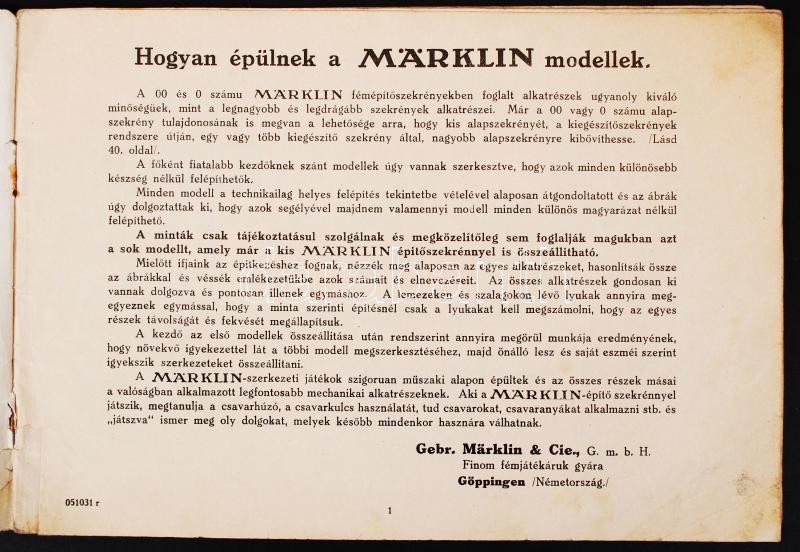 Hogyan épülnek a MÄRKLIN modellek.
A 00 és 0 számu MÄRKLIN fémépítőszekrényekben foglalt alkatrészek ugyanoly kiváló
minőségűek, mint a legnagyobb és legdrágább szekrények alkatrészei. Már a 00 vagy 0 számu alap-
szekrény tulajdonosának is megvan a lehetősége arra, hogy kis alapszekrényét, a kiegészítőszekrények
rendszere útján, egy vagy több kiegészitő szekrény által, nagyobb alapszekrényre kibővíthesse. /Lásd
40. oldal/.
A főként fiatalabb kezdőknek szánt modellek úgy vannak szerkesztve, hogy azok minden különösebb
készség nélkül felépíthetők.
Minden modell a technikailag helyes felépítés tekintetbe vételével alaposan átgondoltatott és az ábrák
úgy dolgoztattak ki, hogy azok segélyével majdnem valamennyi modell minden különös magyarázat nélkül
felépíthető.
A minták csak tájékoztatásul szolgálnak és megközelítőleg sem foglalják magukban azt
a sok modellt, amely már a kis MÄRKLIN építőszekrénnyel is összeállítható.
Mielőtt ifjaink az építkezéshez fognak, nézzék meg alaposan az egyes alkatrészeket, hasonlítsák össze
az ábrákkal és véssék emlékezetükbe azok számait és elnevezéseit. Az összes alkatrészek gondosan ki
vannak dolgozva és pontosan illenek egymáshoz. A lemezeken és szalagokon lévő lyukak annyira meg-
egyeznek egymással, hogy a minta szerinti építésnél csak a lyukakat kell megszámolni, hogy az egyes
részek távolságát és fekvését megállapítsuk.
A kezdő az első modellek összeállítása után rendszerint annyira megörül munkája eredményének,
hogy növekvő igyekezettel lát a többi modell megszerkesztéséhez, majd önálló lesz és saját eszméi szerint
igyekszik szerkezeteket összeállítani.
A MÄRKLIN-szerkezeti játékok szigoruan műszaki alapon épültek és az összes részek másai
a valóságban alkalmazott legfontosabb mechanikai alkatrészeknek. Aki a MÄRKLIN-építő szekrénnyel
játszik, megtanulja a csavarhúzó, a csavarkulcs használatát, tud csavarokat, csavaranyákat alkalmazni stb. és
„játszva" ismer meg oly dolgokat, melyek később mindenkor hasznára válhatnak.
Gebr. Märklin & Cie., G. m. b. H.
Finom fémjátékáruk gyára
Göppingen /Németország./
051031 r
1